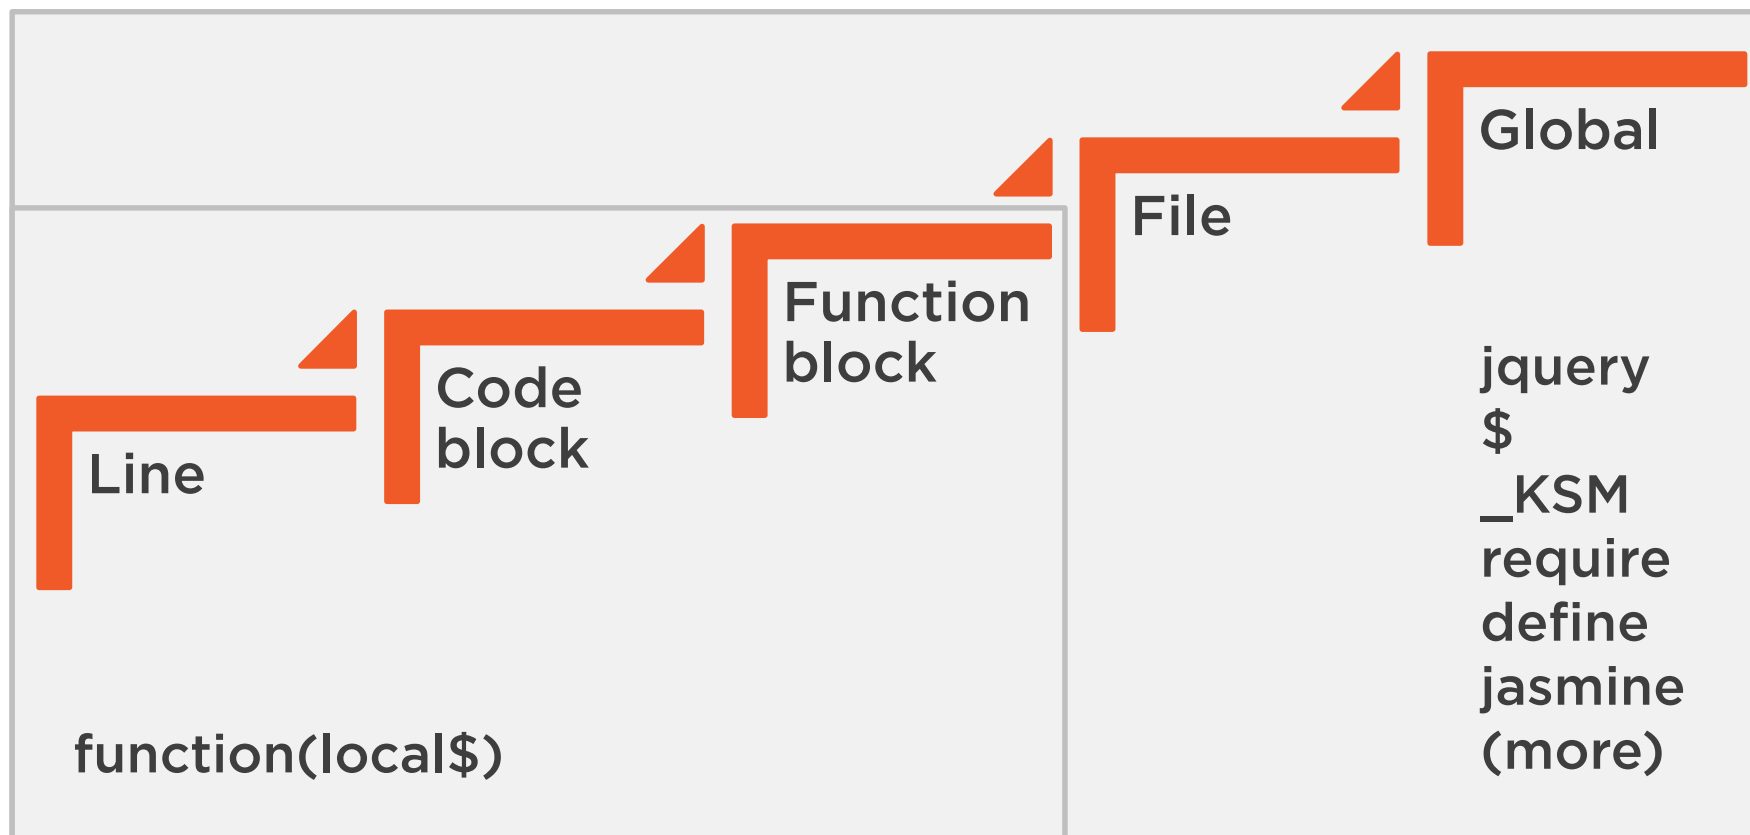 Global
File
Function
block
Code
block
Line
jquery
$
_KSM
require
define
jasmine
(more)
function(local$)